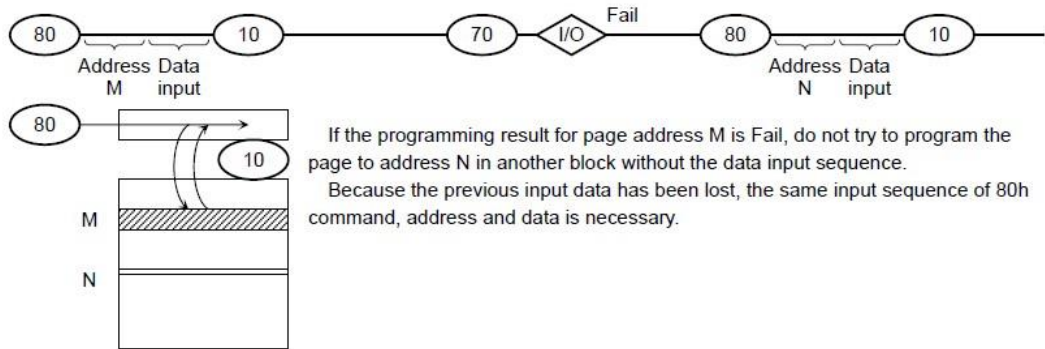 Fail
80 10 70 I/O 80 10
Address Data Address Data
M input N input
80
10
If the programming result for page address M is Fail, do not try to program the
page to address N in another block without the data input sequence.
Because the previous input data has been lost, the same input sequence of 80h
command, address and data is necessary.
M
N